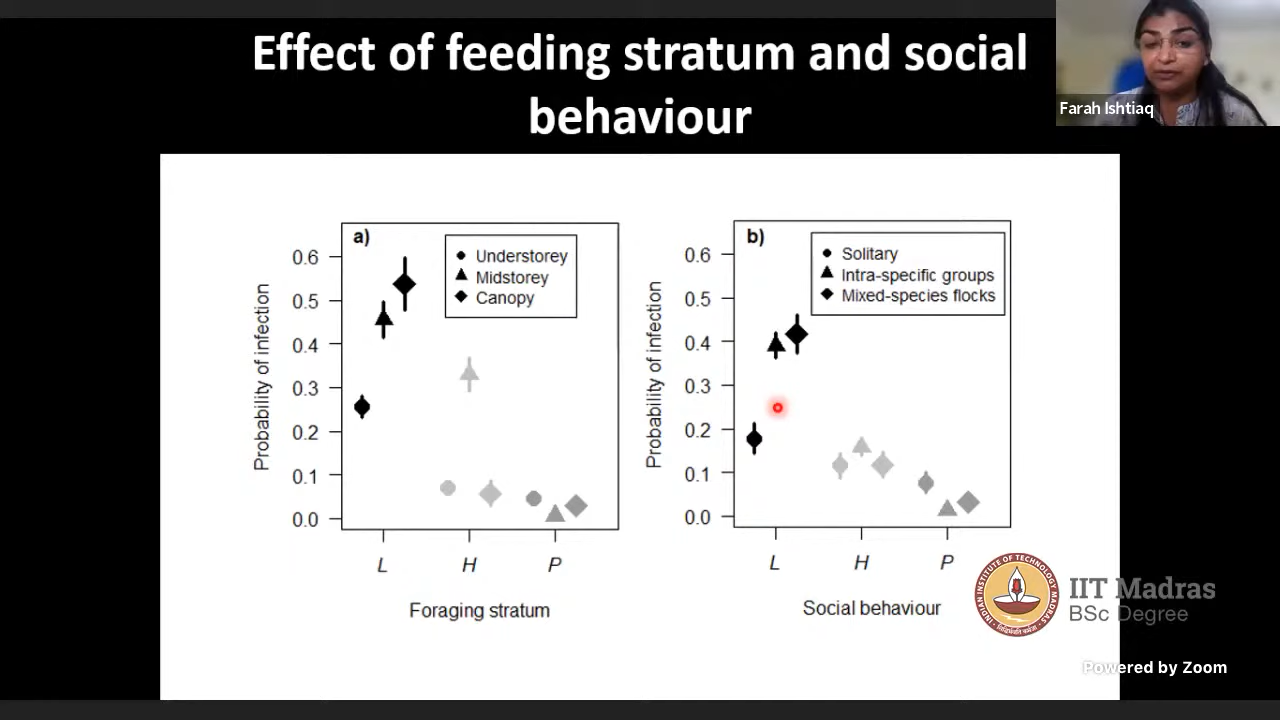 Effect of feeding stratum and social
behaviour
Farah Ishtiaq
a)
Understorey
Midstorey
Canopy
0.6
0.5
0.4
0.3
0.2
0.1
0.0
Probability of infection
L H P
Foraging stratum
b)
Solitary
Intra-specific groups
Mixed-species flocks
0.6
0.5
0.4
0.3
0.2
0.1
0.0
Probability of infection
L H P
Social behaviour
INDIAN INSTITUTE OF TECHNOLOGY MADRAS
IIT Madras
BSc Degree
Powered by Zoom